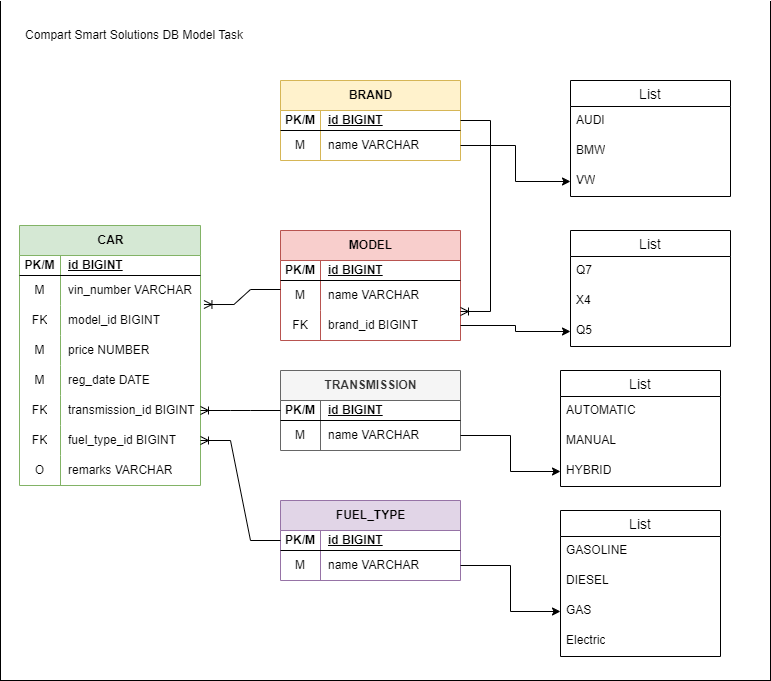 Compart Smart Solutions DB Model Task
BRAND
PK/M id BIGINT
M name VARCHAR
List
AUDI
BMW
VW
CAR
PK/M id BIGINT
M vin_number VARCHAR
FK model_id BIGINT
M price NUMBER
M reg_date DATE
FK transmission_id BIGINT
FK fuel_type_id BIGINT
O remarks VARCHAR
MODEL
PK/M id BIGINT
M name VARCHAR
FK brand_id BIGINT
List
Q7
X4
Q5
TRANSMISSION
PK/M id BIGINT
M name VARCHAR
List
AUTOMATIC
MANUAL
HYBRID
FUEL_TYPE
PK/M id BIGINT
M name VARCHAR
List
GASOLINE
DIESEL
GAS
Electric